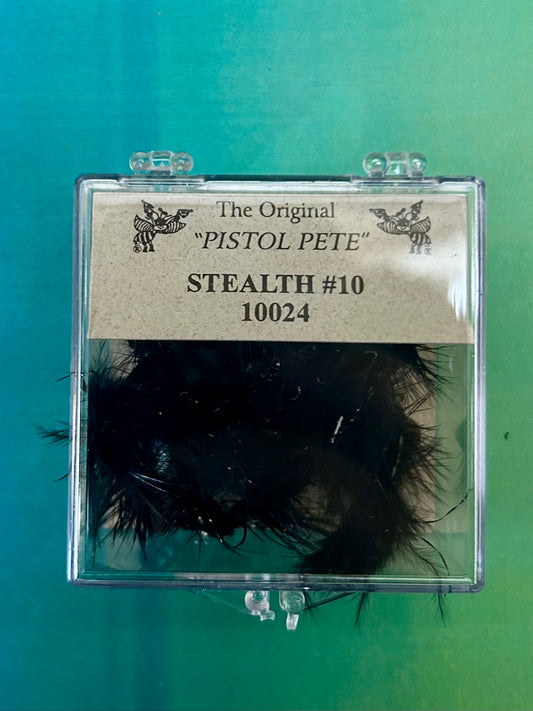 The Original
"PISTOL PETE"
® ®
STEALTH #10
10024